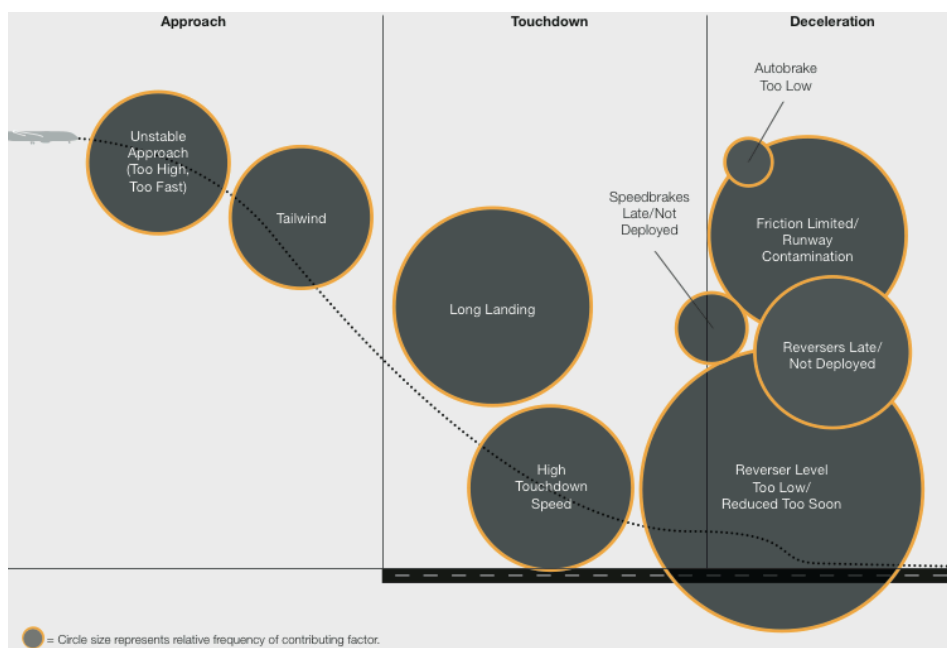 Approach
Touchdown
Deceleration
Unstable
Approach
(Too High,
Too Fast)
Tailwind
Long Landing
High
Touchdown
Speed
Speedbrakes
Late/Not
Deployed
Autobrake
Too Low
Friction Limited/
Runway
Contamination
Reversers Late/
Not Deployed
Reverser Level
Too Low/
Reduced Too Soon
= Circle size represents relative frequency of contributing factor.